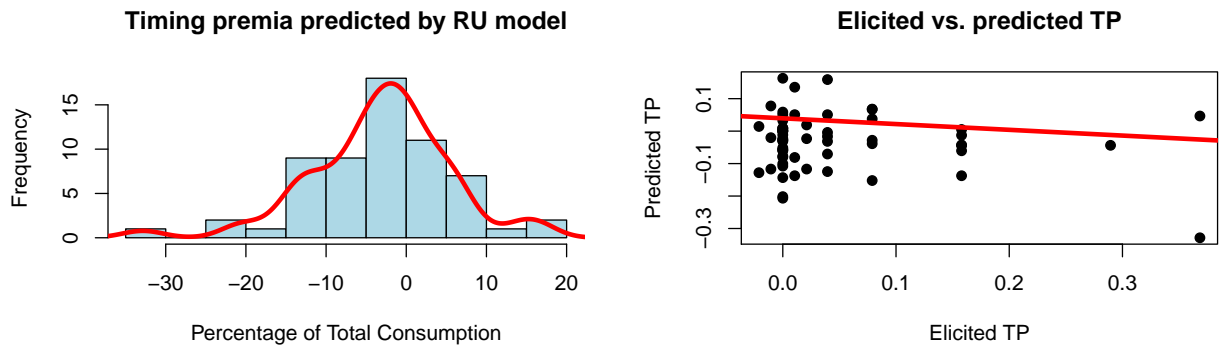 Timing premia predicted by RU model
Frequency
0 5 10 15
−30 −20 −10 0 10 20
Percentage of Total Consumption
Elicited vs. predicted TP
Predicted TP
−0.3 −0.1 0.1
0.0 0.1 0.2 0.3
Elicited TP